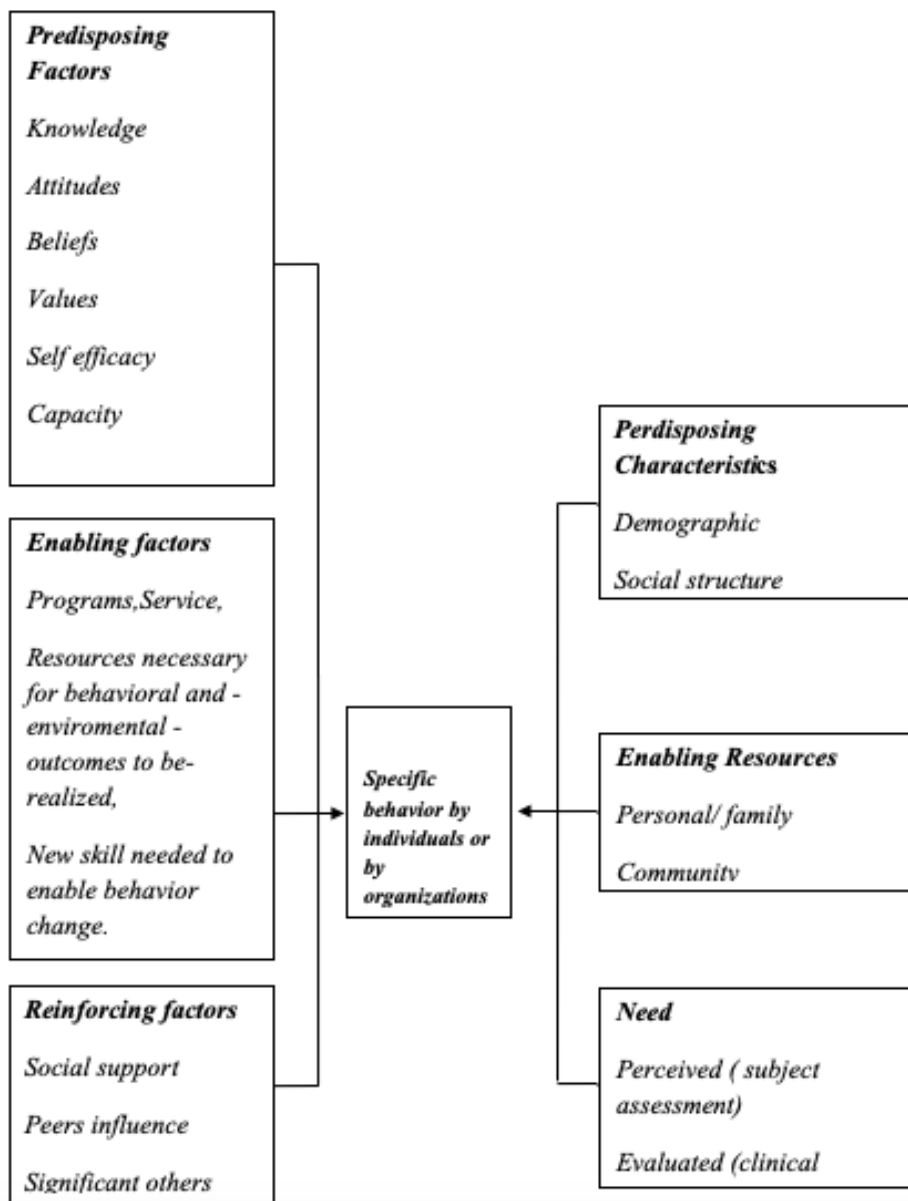 Predisposing
Factors
Knowledge
Attitudes
Beliefs
Values
Self efficacy
Capacity
Enabling factors
Programs,Service,
Resources necessary
for behavioral and -
enviromental -
outcomes to be-
realized,
New skill needed to
enable behavior
change.
Reinforcing factors
Social support
Peers influence
Significant others
Specific
behavior by
individuals or
by
organizations
Perdisposing
Characteristics
Demographic
Social structure
Enabling Resources
Personal/ family
Community
Need
Perceived ( subject
assessment)
Evaluated (clinical